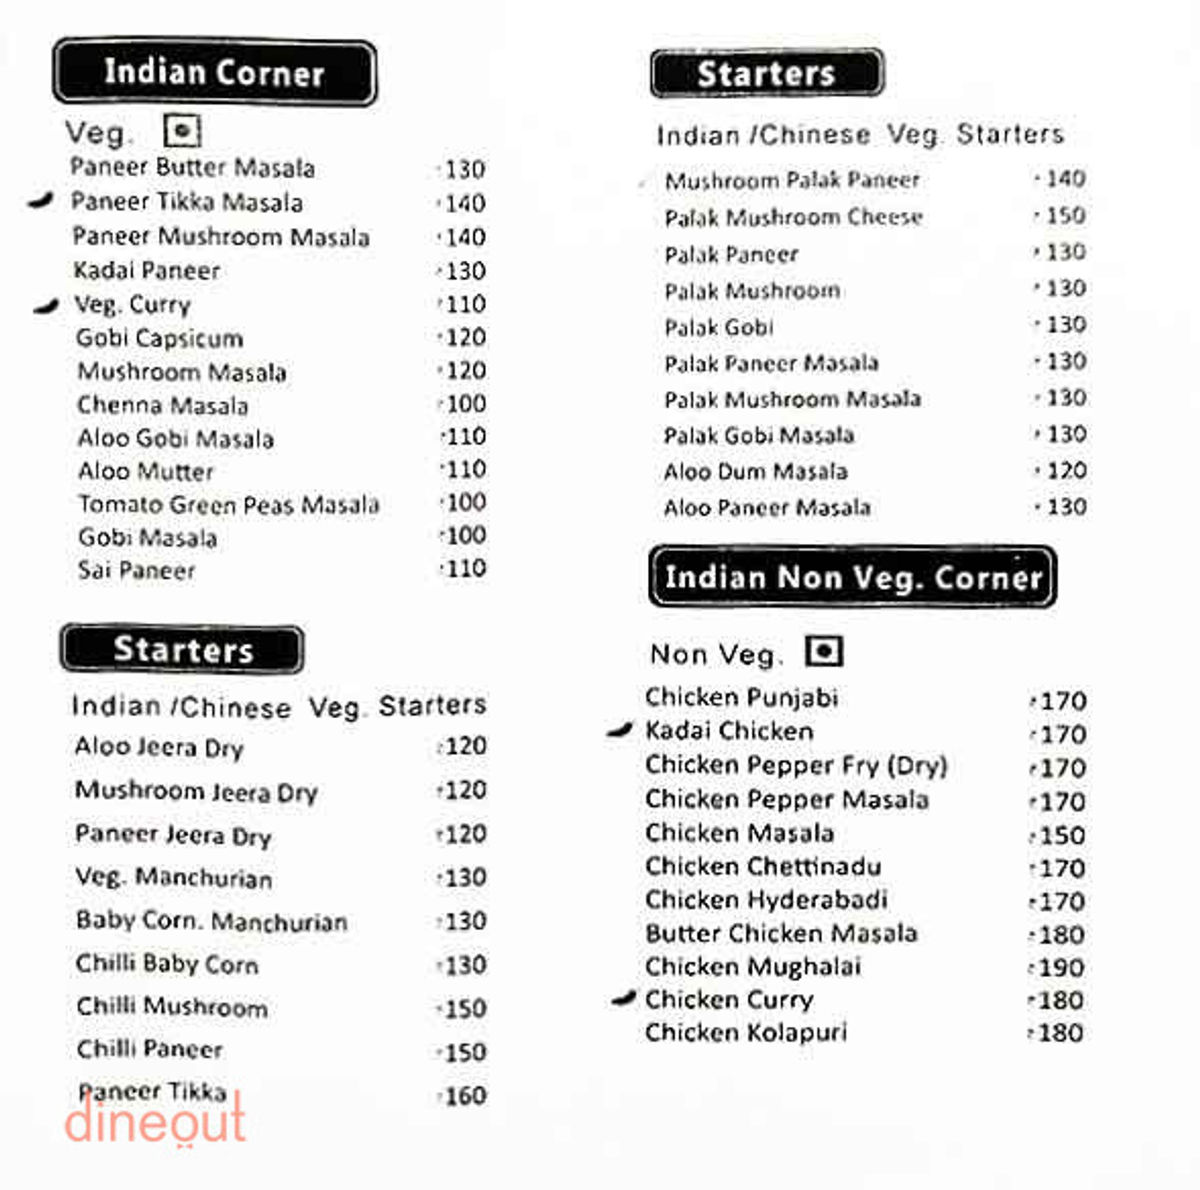 Indian Corner
Veg.
Paneer Butter Masala 130
Paneer Tikka Masala 140
Paneer Mushroom Masala 140
Kadai Paneer 130
Veg. Curry 110
Gobi Capsicum 120
Mushroom Masala 120
Chenna Masala 100
Aloo Gobi Masala 110
Aloo Mutter 110
Tomato Green Peas Masala 100
Gobi Masala 100
Sai Paneer 110
Starters
Indian /Chinese Veg. Starters
Aloo Jeera Dry 120
Mushroom Jeera Dry 120
Paneer Jeera Dry 120
Veg. Manchurian 130
Baby Corn. Manchurian 130
Chilli Baby Corn 130
Chilli Mushroom 150
Chilli Paneer 150
Paneer Tikka 160
dineout
Starters
Indian /Chinese Veg. Starters
Mushroom Palak Paneer 140
Palak Mushroom Cheese 150
Palak Paneer 130
Palak Mushroom 130
Palak Gobi 130
Palak Paneer Masala 130
Palak Mushroom Masala 130
Palak Gobi Masala 130
Aloo Dum Masala 120
Aloo Paneer Masala 130
Indian Non Veg. Corner
Non Veg.
Chicken Punjabi 170
Kadai Chicken 170
Chicken Pepper Fry (Dry) 170
Chicken Pepper Masala 170
Chicken Masala 150
Chicken Chettinadu 170
Chicken Hyderabadi 170
Butter Chicken Masala 180
Chicken Mughalai 190
Chicken Curry 180
Chicken Kolapuri 180